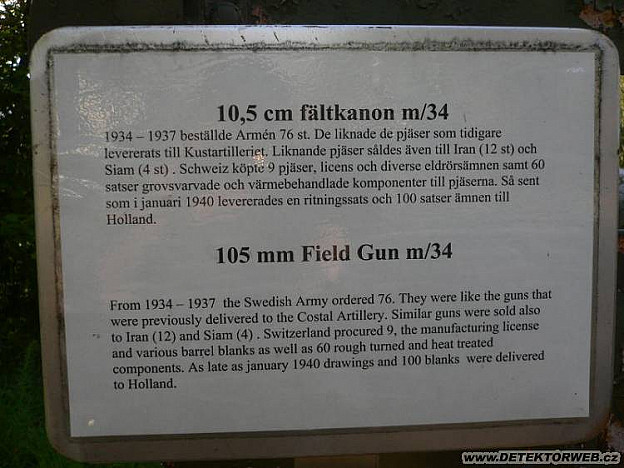 10,5 cm fältkanon m/34
1934 – 1937 beställde Armén 76 st. De liknade de pjäser som tidigare
levererats till Kustartilleriet. Liknande pjäser såldes även till Iran (12 st) och
Siam (4 st) . Schweiz köpte 9 pjäser, licens och diverse eldrörsämnen samt 60
satser grovsvarvade och värmebehandlade komponenter till pjäserna. Så sent
som i januari 1940 levererades en ritningssats och 100 satser ämnen till
Holland.
105 mm Field Gun m/34
From 1934 – 1937 the Swedish Army ordered 76. They were like the guns that
were previously delivered to the Costal Artillery. Similar guns were sold also
to Iran (12) and Siam (4) . Switzerland procured 9, the manufacturing license
and various barrel blanks as well as 60 rough turned and heat treated
components. As late as january 1940 drawings and 100 blanks were delivered
to Holland.
www.DETEKTORWEB.cz